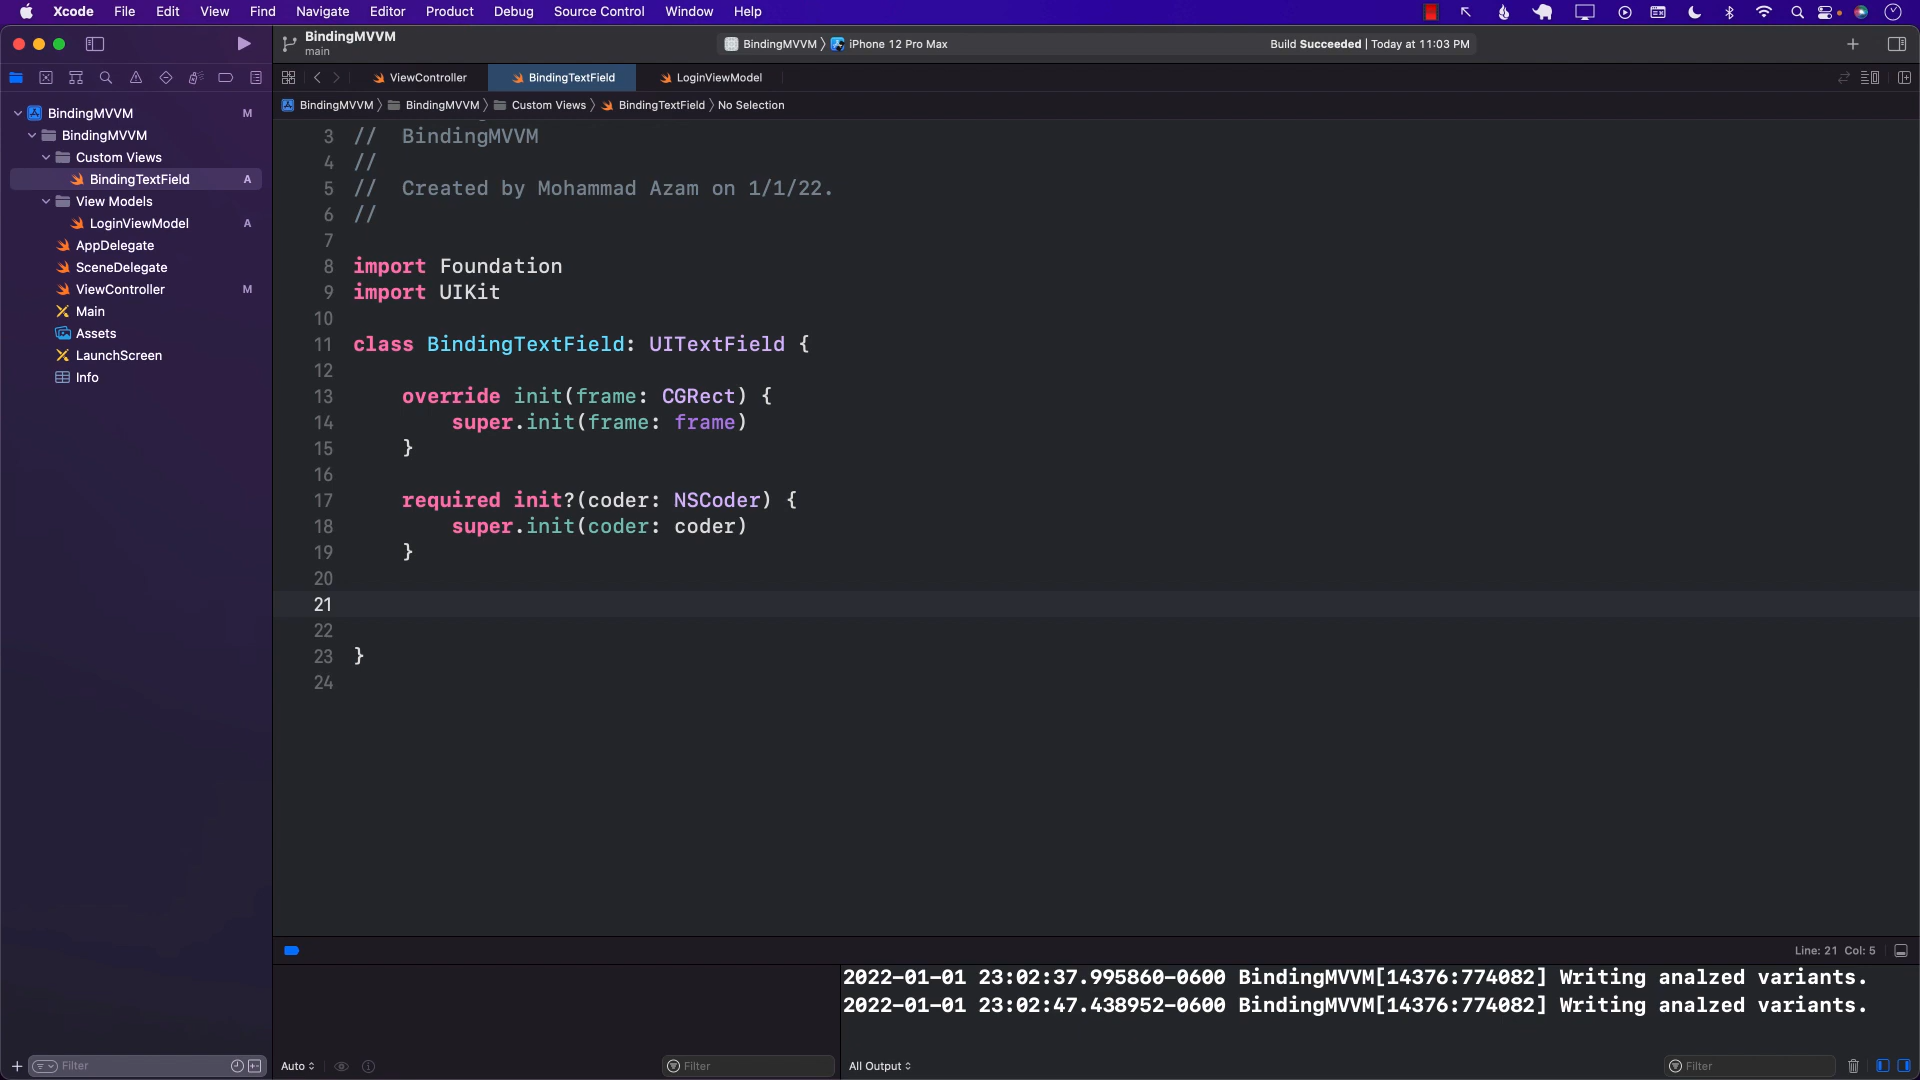 Xcode File Edit View Find Navigate Editor Product Debug Source Control Window Help
BindingMVVM
main
BindingMVVM iPhone 12 Pro Max
Build Succeeded | Today at 11:03 PM
ViewController
BindingTextField
LoginViewModel
BindingMVVM BindingMVVM Custom Views BindingTextField No Selection
BindingMVVM M
BindingMVVM
Custom Views
BindingTextField A
View Models
LoginViewModel A
AppDelegate
SceneDelegate
ViewController M
Main
Assets
LaunchScreen
Info
3 // BindingMVVM
4 //
5 // Created by Mohammad Azam on 1/1/22.
6 //
7
8 import Foundation
9 import UIKit
10
11 class BindingTextField: UITextField {
12
13 override init(frame: CGRect) {
14 super.init(frame: frame)
15 }
16
17 required init?(coder: NSCoder) {
18 super.init(coder: coder)
19 }
20
21
22
23 }
24
Line: 21 Col: 5
2022-01-01 23:02:37.995860-0600 BindingMVVM[14376:774082] Writing analzed variants.
2022-01-01 23:02:47.438952-0600 BindingMVVM[14376:774082] Writing analzed variants.
Filter
Auto
Filter
All Output
Filter